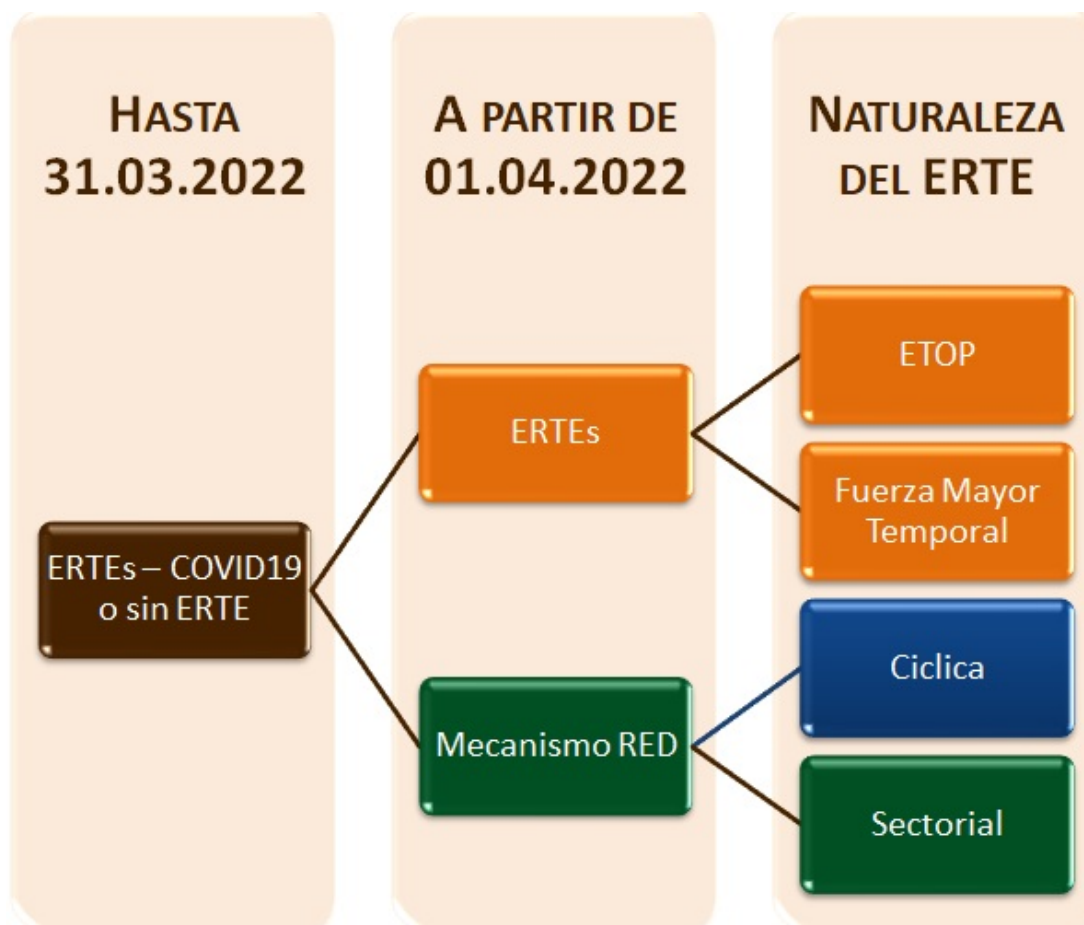 HASTA
31.03.2022
A PARTIR DE
01.04.2022
NATURALEZA
DEL ERTE
ERTEs – COVID19
o sin ERTE
ERTEs
Mecanismo RED
ETOP
Fuerza Mayor
Temporal
Ciclica
Sectorial